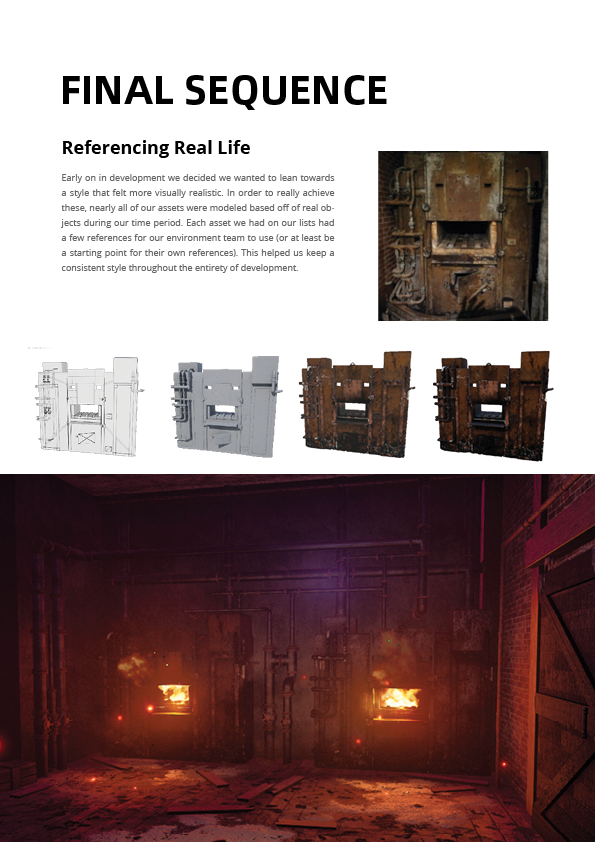 FINAL SEQUENCE
Referencing Real Life
Early on in development we decided we wanted to lean towards
a style that felt more visually realistic. In order to really achieve
these, nearly all of our assets were modeled based off of real ob-
jects during our time period. Each asset we had on our lists had
a few references for our environment team to use (or at least be
a starting point for their own references). This helped us keep a
consistent style throughout the entirety of development.